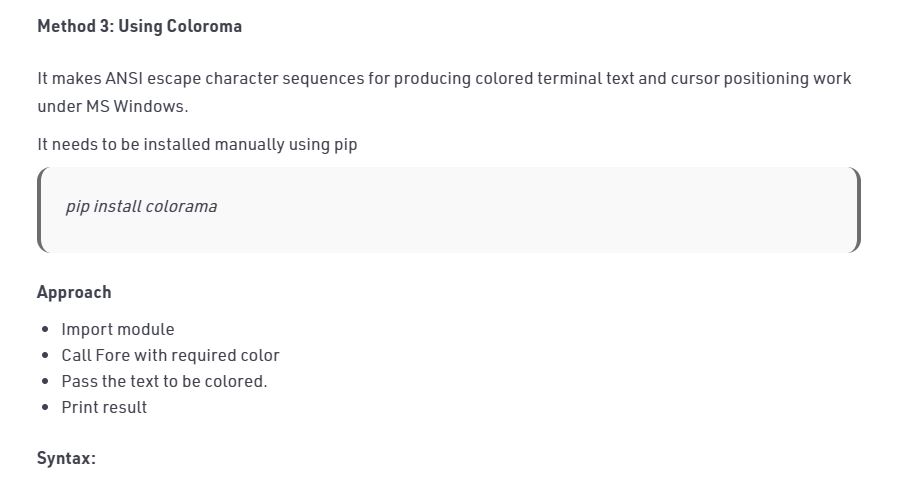 Method 3: Using Coloroma
It makes ANSI escape character sequences for producing colored terminal text and cursor positioning work
under MS Windows.
It needs to be installed manually using pip
pip install colorama
Approach
• Import module
• Call Fore with required color
• Pass the text to be colored.
• Print result
Syntax: